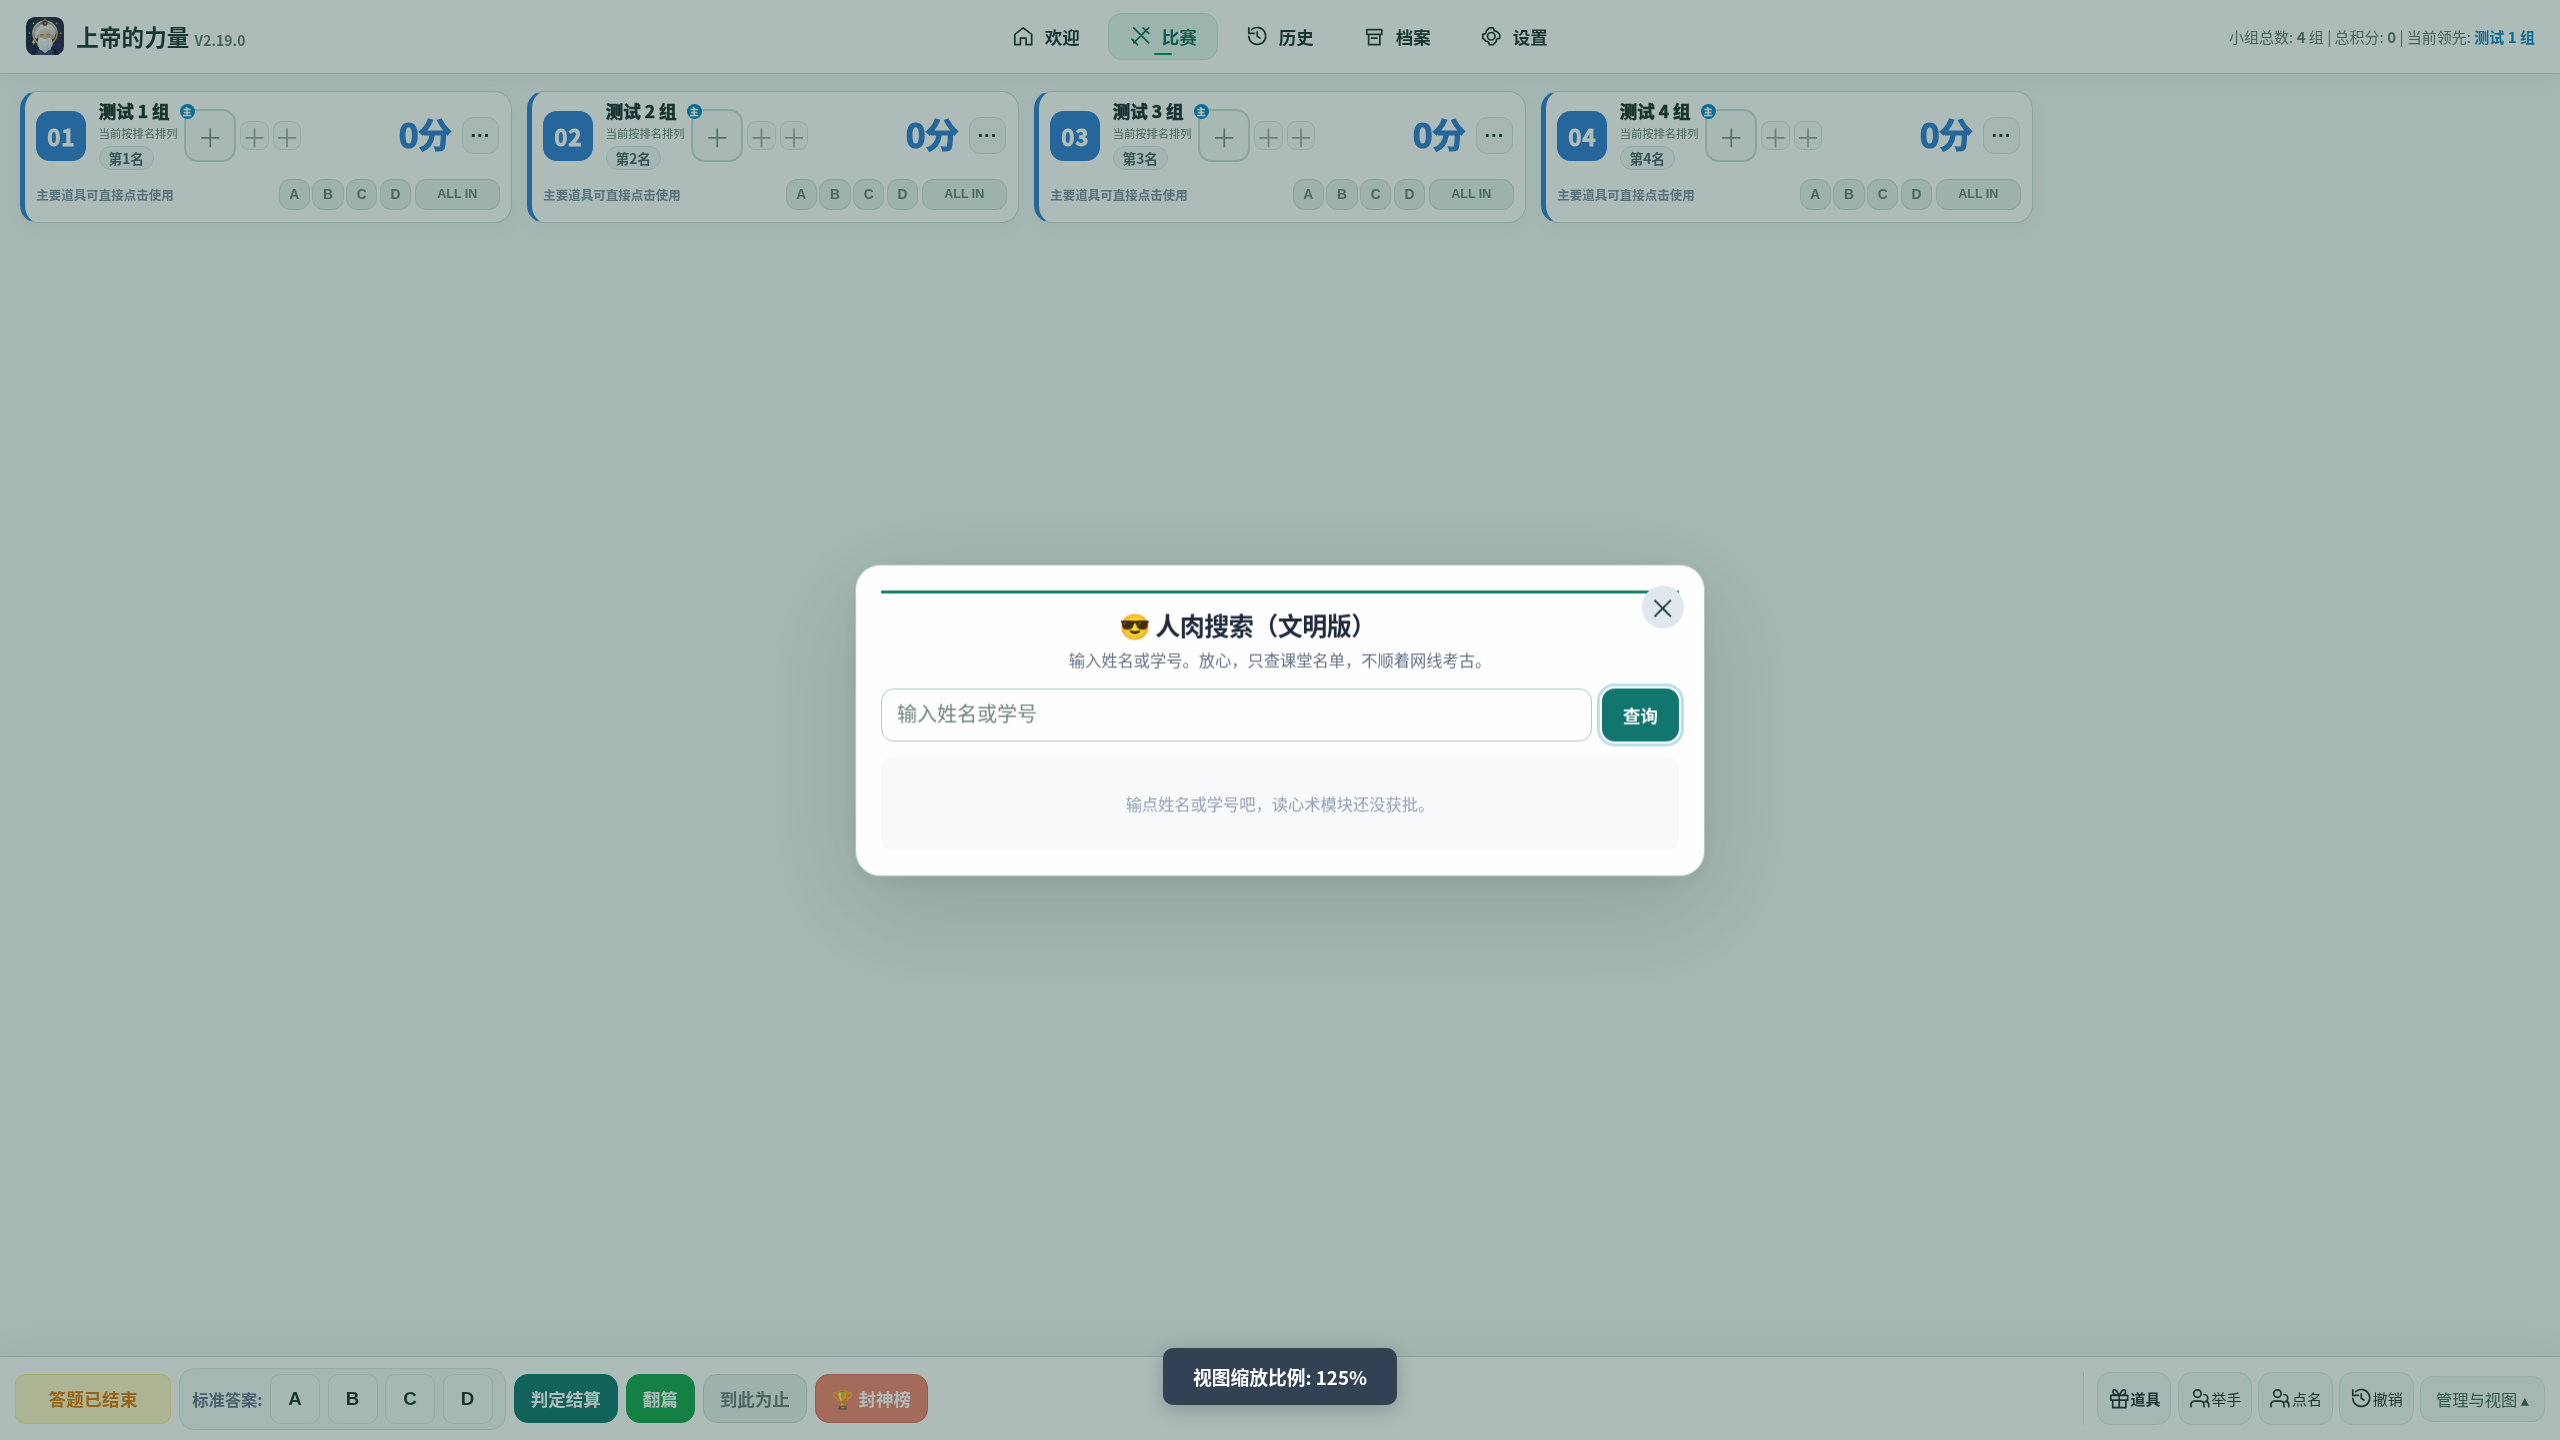 上帝的力量 V2.19.0
欢迎
比赛
历史
档案
设置
小组总数: 4 组 | 总积分: 0 | 当前领先: 测试 1 组
01
测试 1 组
主
当前按排名排列
第1名
0分
...
主要道具可直接点击使用
A B C D ALL IN
02
测试 2 组
主
当前按排名排列
第2名
0分
...
主要道具可直接点击使用
A B C D ALL IN
03
测试 3 组
主
当前按排名排列
第3名
0分
...
主要道具可直接点击使用
A B C D ALL IN
04
测试 4 组
主
当前按排名排列
第4名
0分
...
主要道具可直接点击使用
A B C D ALL IN
😎 人肉搜索（文明版）
输入姓名或学号。放心，只查课堂名单，不顺着网线考古。
输入姓名或学号
查询
输点姓名或学号吧，读心术模块还没获批。
视图缩放比例: 125%
答题已结束
标准答案: A B C D
判定结算
翻篇
到此为止
🏆 封神榜
道具
举手
点名
撤销
管理与视图 ▴